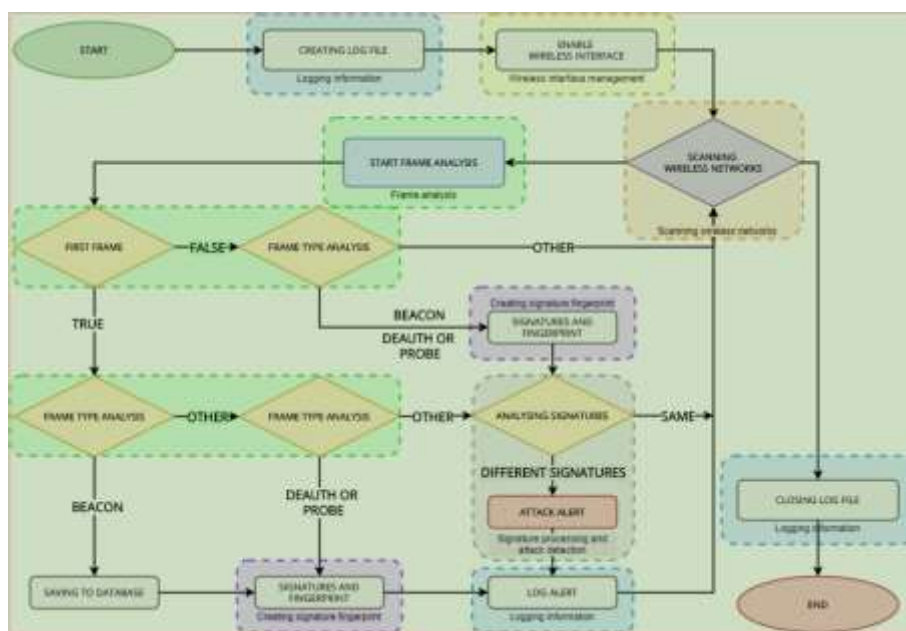 START
CREATING LOG FILE
Logging information
ENABLE
WIRELESS INTERFACE
Wireless interface management
START FRAME ANALYSIS
Frame analysis
SCANNING
WIRELESS NETWORKS
Scanning wireless networks
FIRST FRAME
FALSE
FRAME TYPE ANALYSIS
OTHER
TRUE
BEACON
DEAUTH OR
PROBE
Creating signature fingerprint
SIGNATURES AND
FINGERPRINT
FRAME TYPE ANALYSIS
OTHER
FRAME TYPE ANALYSIS
OTHER
ANALYSING SIGNATURES
SAME
BEACON
DEAUTH OR
PROBE
DIFFERENT SIGNATURES
ATTACK ALERT
Signature processing and
attack detection
CLOSING LOG FILE
Logging information
SAVING TO DATABASE
SIGNATURES AND
FINGERPRINT
Creating signature fingerprint
LOG ALERT
Logging information
END